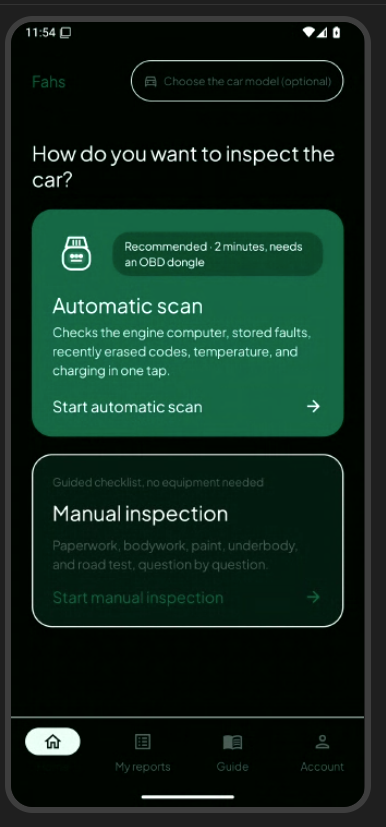 11:54
Fahs
Choose the car model (optional)
How do you want to inspect the
car?
Recommended · 2 minutes, needs
an OBD dongle
Automatic scan
Checks the engine computer, stored faults,
recently erased codes, temperature, and
charging in one tap.
Start automatic scan
Guided checklist, no equipment needed
Manual inspection
Paperwork, bodywork, paint, underbody,
and road test, question by question.
Start manual inspection
My reports
Guide
Account